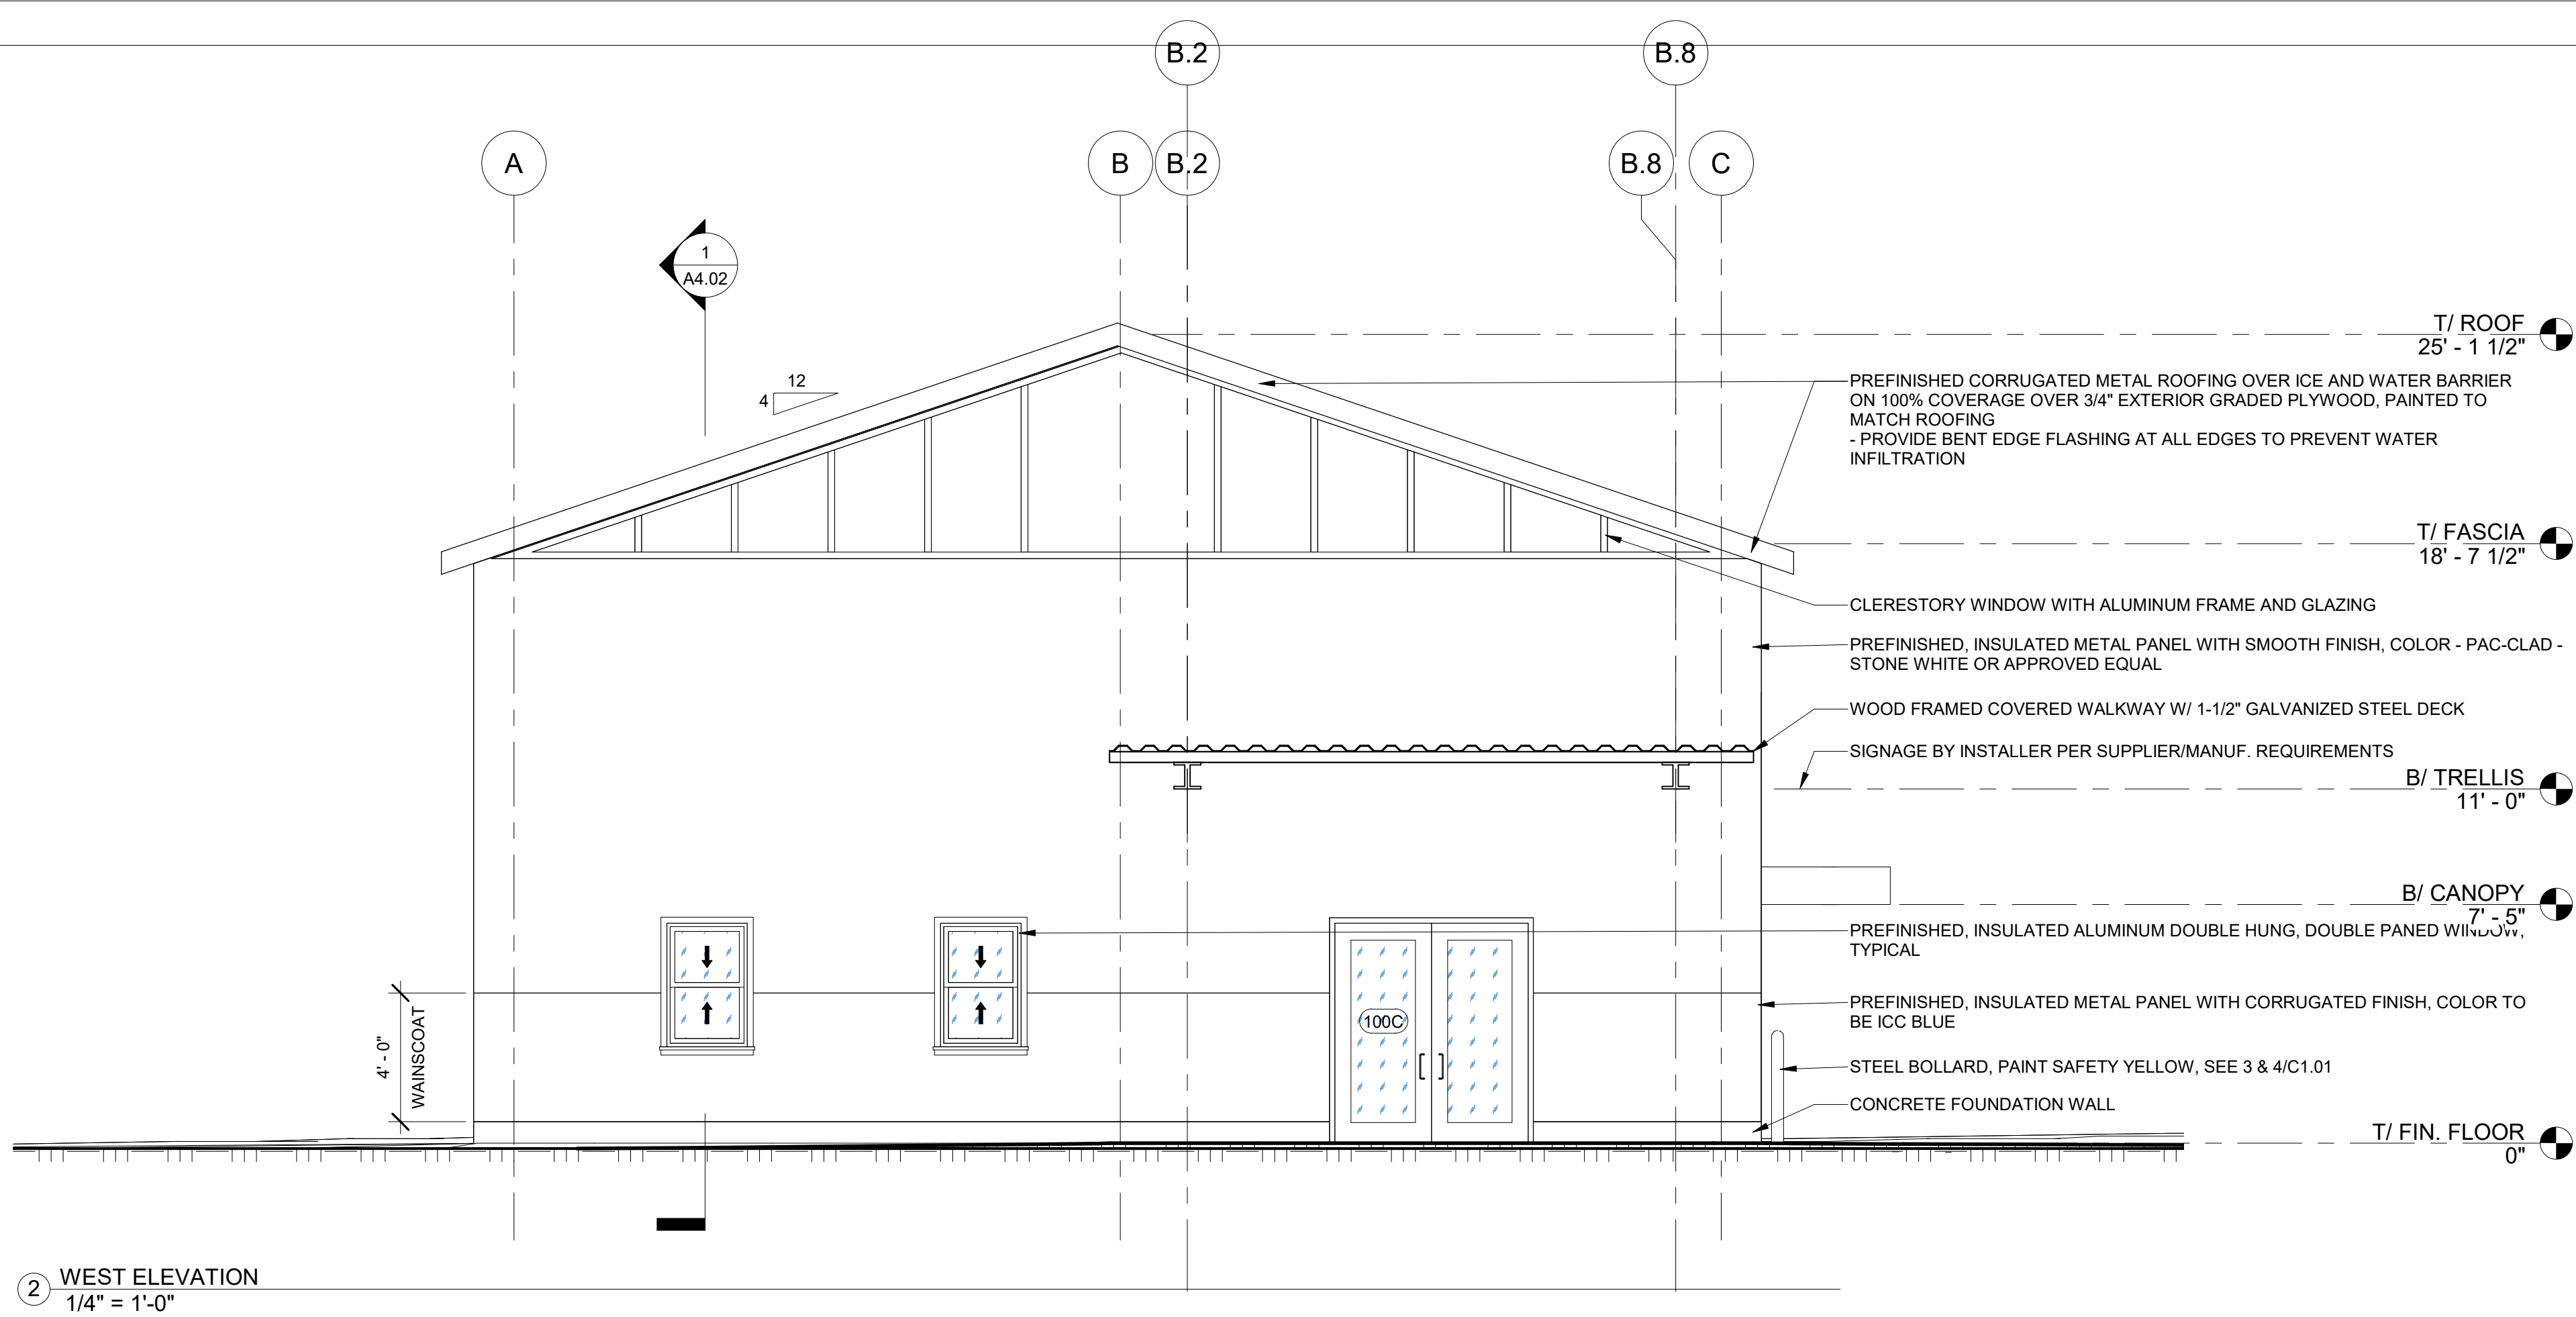 B.2
B.8
A
B
B.2
B.8
C
1
A4.02
12
4
T/ ROOF
25' - 1 1/2"
PREFINISHED CORRUGATED METAL ROOFING OVER ICE AND WATER BARRIER
ON 100% COVERAGE OVER 3/4" EXTERIOR GRADED PLYWOOD, PAINTED TO
MATCH ROOFING
- PROVIDE BENT EDGE FLASHING AT ALL EDGES TO PREVENT WATER
INFILTRATION
T/ FASCIA
18' - 7 1/2"
CLERESTORY WINDOW WITH ALUMINUM FRAME AND GLAZING
PREFINISHED, INSULATED METAL PANEL WITH SMOOTH FINISH, COLOR - PAC-CLAD -
STONE WHITE OR APPROVED EQUAL
WOOD FRAMED COVERED WALKWAY W/ 1-1/2" GALVANIZED STEEL DECK
SIGNAGE BY INSTALLER PER SUPPLIER/MANUF. REQUIREMENTS
B/ TRELLIS
11' - 0"
B/ CANOPY
7' - 5"
PREFINISHED, INSULATED ALUMINUM DOUBLE HUNG, DOUBLE PANED WINDOW,
TYPICAL
PREFINISHED, INSULATED METAL PANEL WITH CORRUGATED FINISH, COLOR TO
BE ICC BLUE
100C
4' - 0"
WAINSCOAT
STEEL BOLLARD, PAINT SAFETY YELLOW, SEE 3 & 4/C1.01
CONCRETE FOUNDATION WALL
T/ FIN. FLOOR
0"
2
WEST ELEVATION
1/4" = 1'-0"